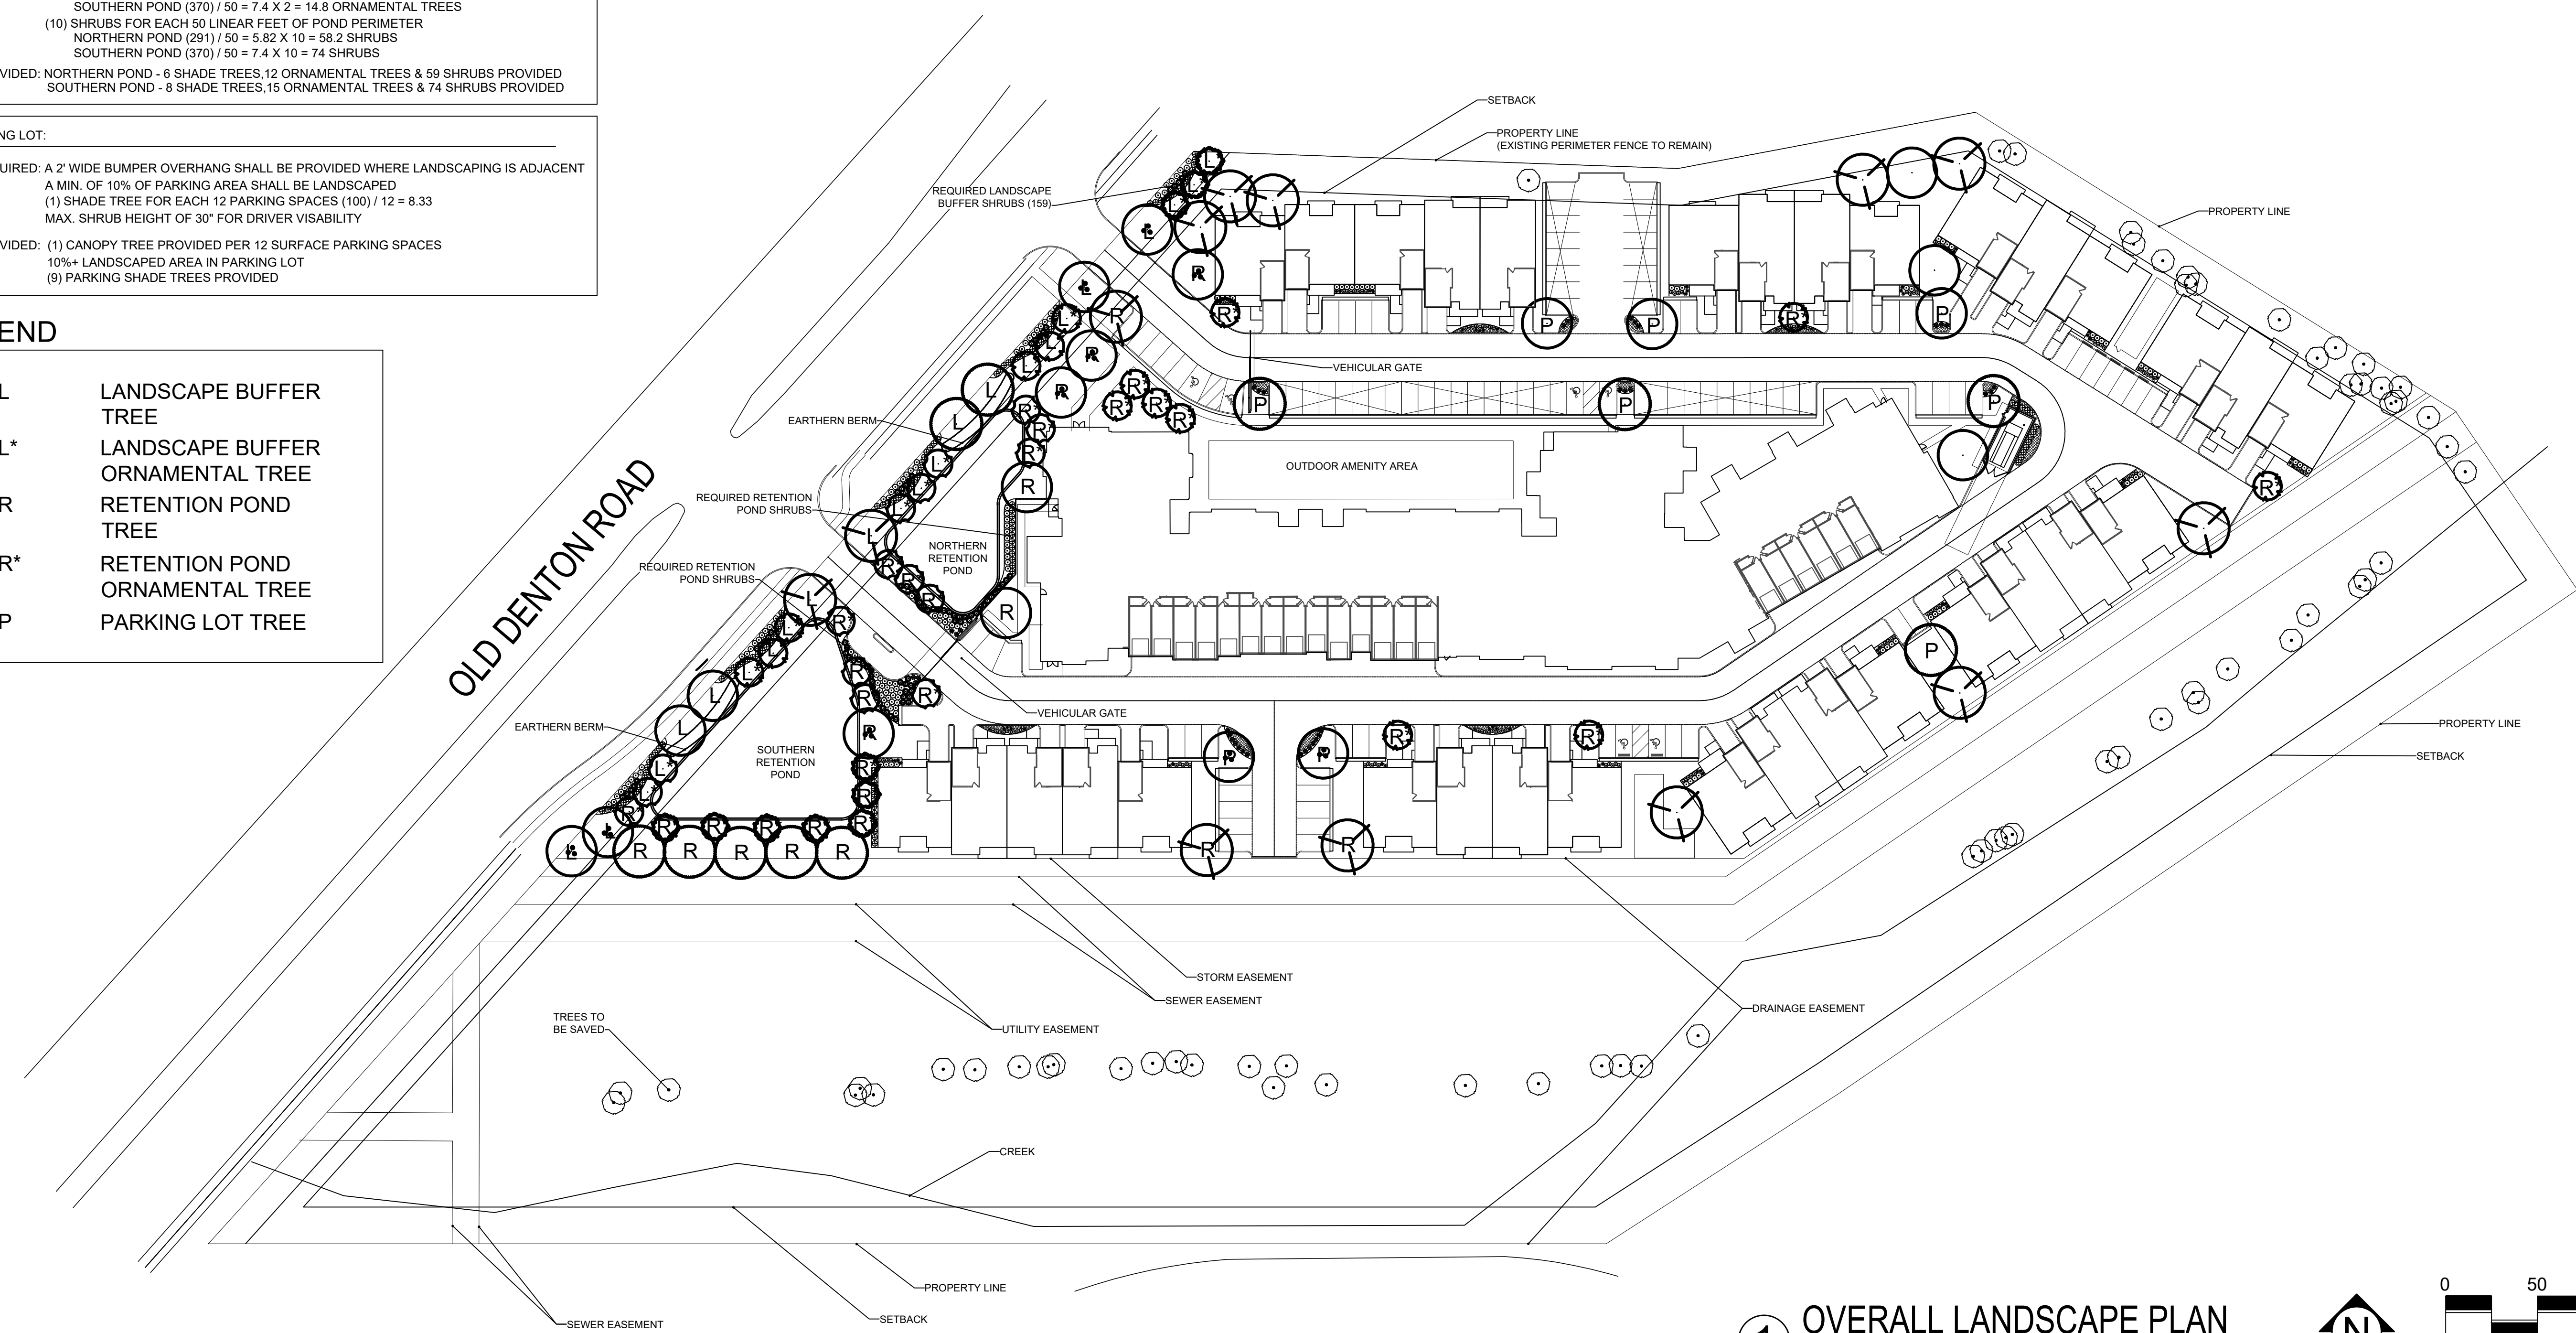 SOUTHERN POND (370) / 50 = 7.4 X 2 = 14.8 ORNAMENTAL TREES
(10) SHRUBS FOR EACH 50 LINEAR FEET OF POND PERIMETER
NORTHERN POND (291) / 50 = 5.82 X 10 = 58.2 SHRUBS
SOUTHERN POND (370) / 50 = 7.4 X 10 = 74 SHRUBS
VIDED: NORTHERN POND - 6 SHADE TREES,12 ORNAMENTAL TREES & 59 SHRUBS PROVIDED
SOUTHERN POND - 8 SHADE TREES,15 ORNAMENTAL TREES & 74 SHRUBS PROVIDED
NG LOT:
UIRED: A 2' WIDE BUMPER OVERHANG SHALL BE PROVIDED WHERE LANDSCAPING IS ADJACENT
A MIN. OF 10% OF PARKING AREA SHALL BE LANDSCAPED
(1) SHADE TREE FOR EACH 12 PARKING SPACES (100) / 12 = 8.33
MAX. SHRUB HEIGHT OF 30" FOR DRIVER VISABILITY
VIDED: (1) CANOPY TREE PROVIDED PER 12 SURFACE PARKING SPACES
10%+ LANDSCAPED AREA IN PARKING LOT
(9) PARKING SHADE TREES PROVIDED
END
L LANDSCAPE BUFFER
TREE
L* LANDSCAPE BUFFER
ORNAMENTAL TREE
R RETENTION POND
TREE
R* RETENTION POND
ORNAMENTAL TREE
P PARKING LOT TREE
OLD DENTON ROAD
SETBACK
PROPERTY LINE
(EXISTING PERIMETER FENCE TO REMAIN)
REQUIRED LANDSCAPE
BUFFER SHRUBS (159)
PROPERTY LINE
VEHICULAR GATE
EARTHERN BERM
OUTDOOR AMENITY AREA
REQUIRED RETENTION
POND SHRUBS
NORTHERN
RETENTION
POND
REQUIRED RETENTION
POND SHRUBS
VEHICULAR GATE
EARTHERN BERM
SOUTHERN
RETENTION
POND
PROPERTY LINE
SETBACK
STORM EASEMENT
SEWER EASEMENT
UTILITY EASEMENT
DRAINAGE EASEMENT
TREES TO
BE SAVED
CREEK
PROPERTY LINE
SETBACK
SEWER EASEMENT
1 OVERALL LANDSCAPE PLAN
N
0 50